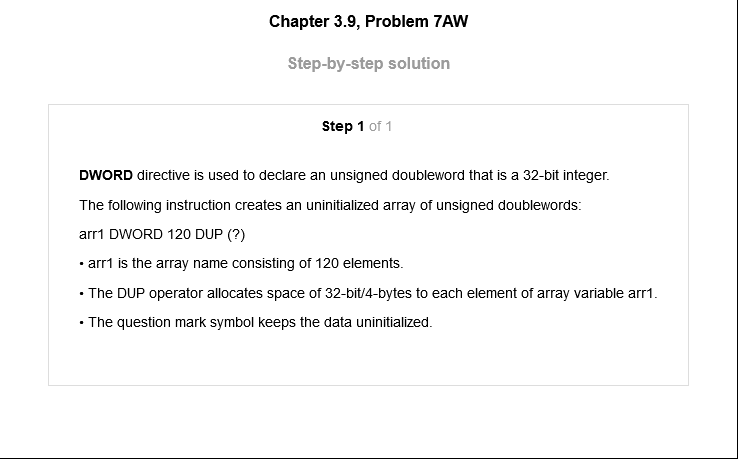 Chapter 3.9, Problem 7AW
Step-by-step solution
Step 1 of 1
DWORD directive is used to declare an unsigned doubleword that is a 32-bit integer.
The following instruction creates an uninitialized array of unsigned doublewords:
arr1 DWORD 120 DUP (?)
• arr1 is the array name consisting of 120 elements.
• The DUP operator allocates space of 32-bit/4-bytes to each element of array variable arr1.
• The question mark symbol keeps the data uninitialized.